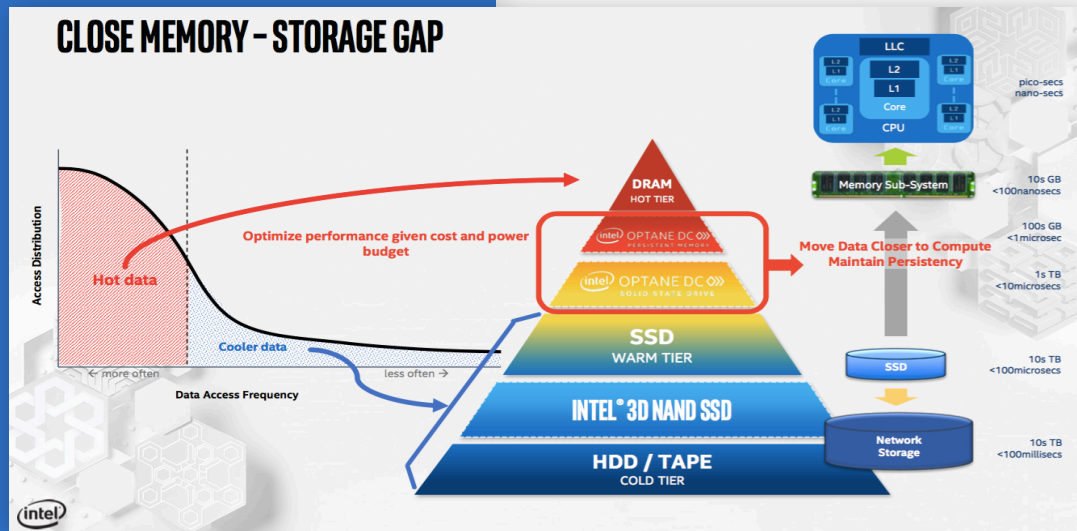 CLOSE MEMORY – STORAGE GAP
Access Distribution
Hot data
Cooler data
← more often
less often →
Data Access Frequency
Optimize performance given cost and power
budget
DRAM
HOT TIER
intel OPTANE DC
PERSISTENT MEMORY
intel OPTANE DC
SOLID STATE DRIVE
SSD
WARM TIER
INTEL® 3D NAND SSD
HDD / TAPE
COLD TIER
Move Data Closer to Compute
Maintain Persistency
LLC
L2
L1
Core
CPU
L2
L1
Core
L2
L1
Core
L2
L1
Core
L2
L1
Core
Memory Sub-System
SSD
Network
Storage
pico-secs
nano-secs
10s GB
<100nanosecs
100s GB
<1microsec
1s TB
<10microsecs
10s TB
<100microsecs
10s TB
<100millisecs
intel